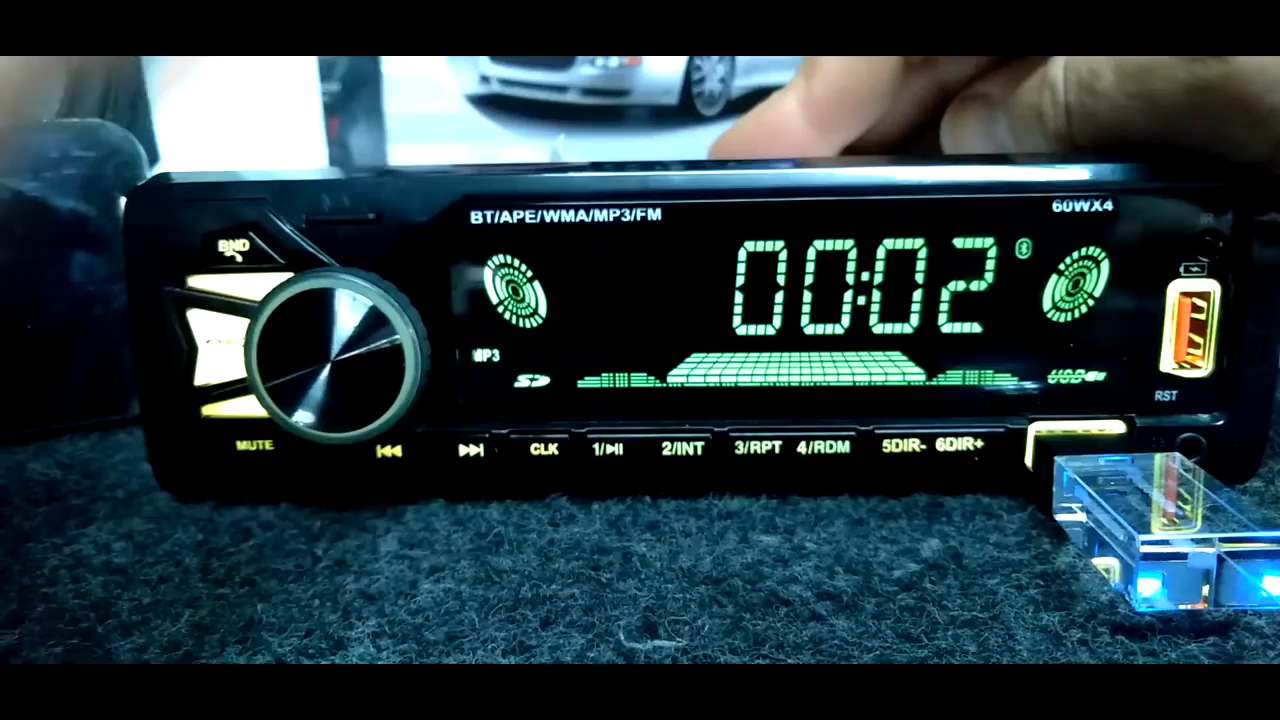 BT/APE/WMA/MP3/FM
60WX4
BND
00:02
MP3
SD
USB
RST
MUTE
CLK
1/
2/INT
3/RPT
4/RDM
5DIR-
6DIR+